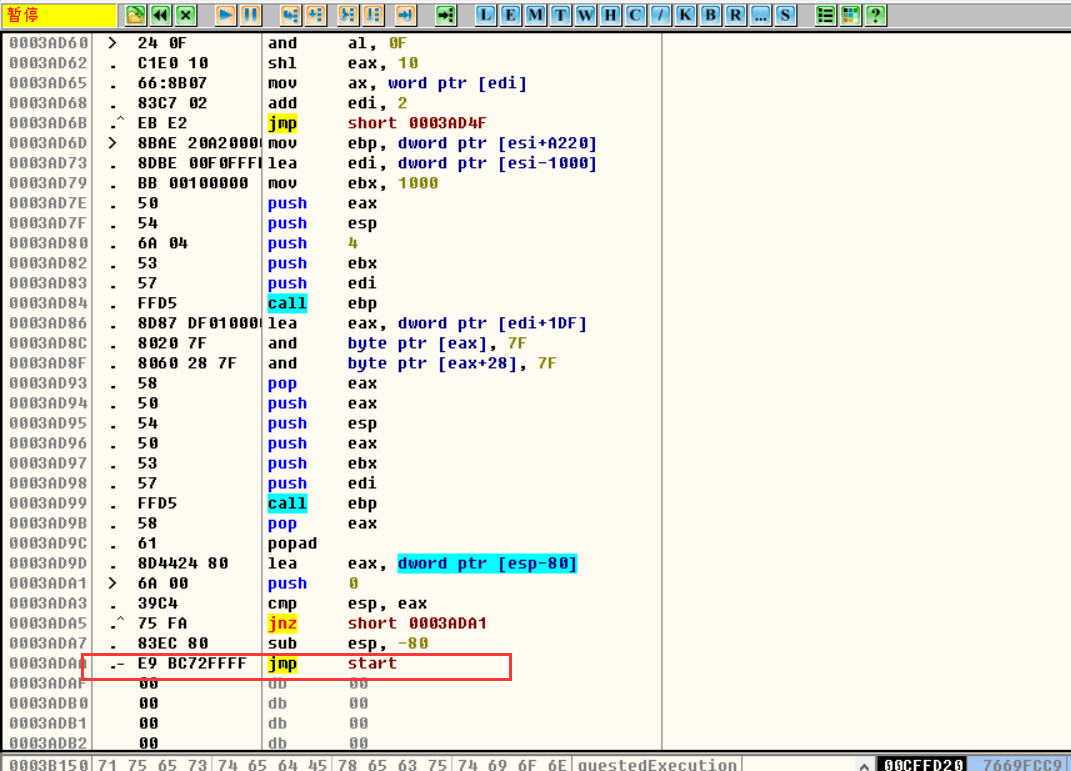 暂停 L E M T W H C / K B R ... S ?
0003AD60 > 24 0F and al, 0F
0003AD62 . C1E0 10 shl eax, 10
0003AD65 . 66:8B07 mov ax, word ptr [edi]
0003AD68 . 83C7 02 add edi, 2
0003AD6B .^ EB E2 jmp short 0003AD4F
0003AD6D > 8BAE 20A2000 mov ebp, dword ptr [esi+A220]
0003AD73 . 8DBE 00F0FFF lea edi, dword ptr [esi-1000]
0003AD79 . BB 00100000 mov ebx, 1000
0003AD7E . 50 push eax
0003AD7F . 54 push esp
0003AD80 . 6A 04 push 4
0003AD82 . 53 push ebx
0003AD83 . 57 push edi
0003AD84 . FFD5 call ebp
0003AD86 . 8D87 DF01000 lea eax, dword ptr [edi+1DF]
0003AD8C . 8020 7F and byte ptr [eax], 7F
0003AD8F . 8060 28 7F and byte ptr [eax+28], 7F
0003AD93 . 58 pop eax
0003AD94 . 50 push eax
0003AD95 . 54 push esp
0003AD96 . 50 push eax
0003AD97 . 53 push ebx
0003AD98 . 57 push edi
0003AD99 . FFD5 call ebp
0003AD9B . 58 pop eax
0003AD9C . 61 popad
0003AD9D . 8D4424 80 lea eax, dword ptr [esp-80]
0003ADA1 > 6A 00 push 0
0003ADA3 . 39C4 cmp esp, eax
0003ADA5 .^ 75 FA jnz short 0003ADA1
0003ADA7 . 83EC 80 sub esp, -80
0003ADAA .- E9 BC72FFFF jmp start
0003ADAF 00 db 00
0003ADB0 00 db 00
0003ADB1 00 db 00
0003ADB2 00 db 00
0003B150 71 75 65 73 74 65 64 45 78 65 63 75 74 69 6F 6E questedExecution 00CFFD20 7669FCC9